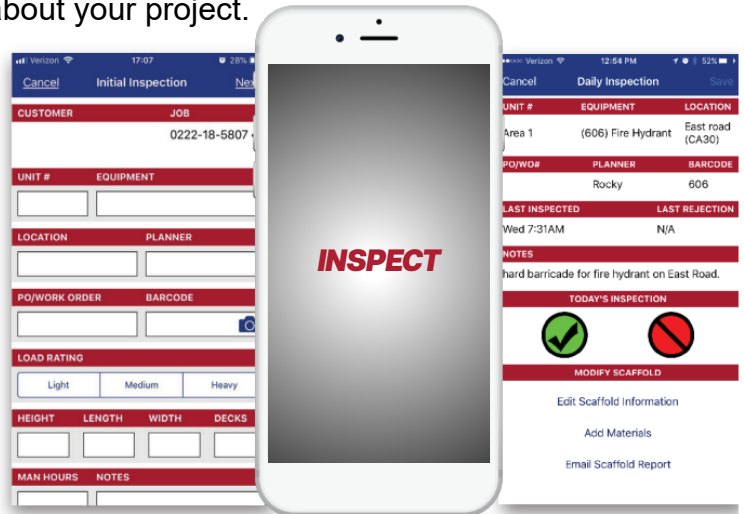 about your project.
Verizon 17:07 28%
Cancel Initial Inspection Nex
CUSTOMER JOB
0222-18-5807
UNIT # EQUIPMENT
LOCATION PLANNER
PO/WORK ORDER BARCODE
LOAD RATING
Light Medium Heavy
HEIGHT LENGTH WIDTH DECKS
MAN HOURS NOTES
INSPECT
Verizon 12:54 PM 52%
Cancel Daily Inspection Save
UNIT # EQUIPMENT LOCATION
Area 1 (606) Fire Hydrant East road
(CA30)
PO/WO# PLANNER BARCODE
Rocky 606
LAST INSPECTED LAST REJECTION
Wed 7:31AM N/A
NOTES
hard barricade for fire hydrant on East Road.
TODAY'S INSPECTION
MODIFY SCAFFOLD
Edit Scaffold Information
Add Materials
Email Scaffold Report